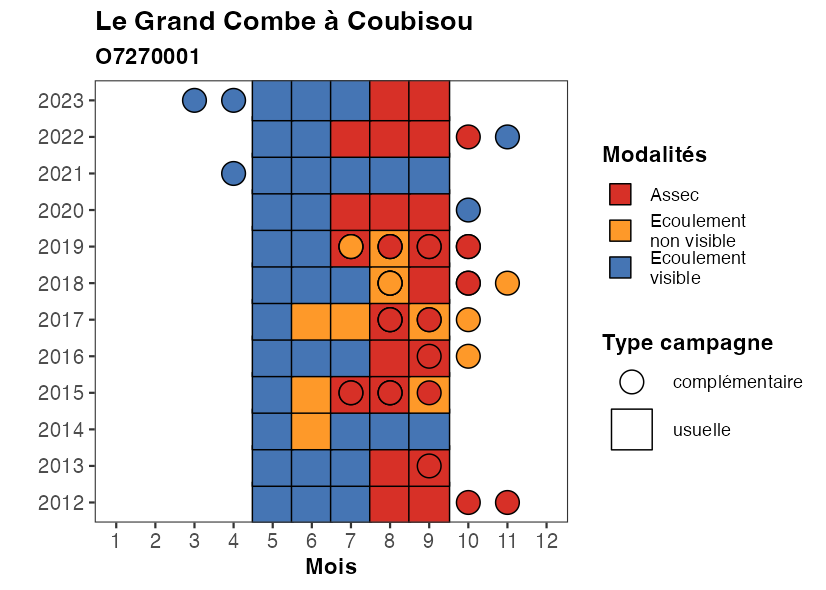 Le Grand Combe à Coubisou
O7270001
2023
2022
2021
2020
2019
2018
2017
2016
2015
2014
2013
2012
1 2 3 4 5 6 7 8 9 10 11 12
Mois
Modalités
Assec
Ecoulement
non visible
Ecoulement
visible
Type campagne
complémentaire
usuelle